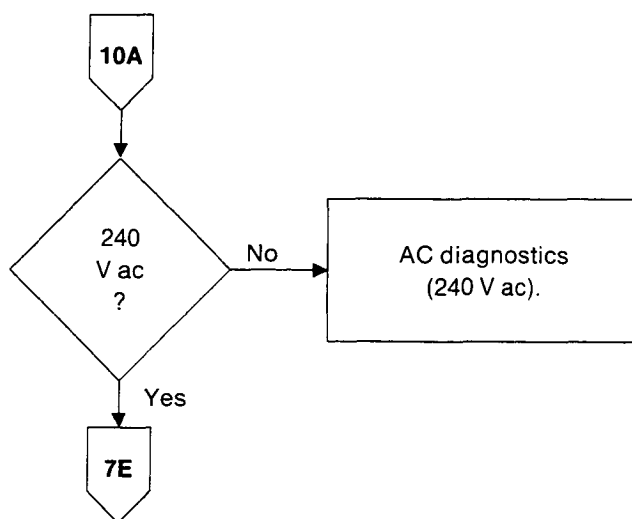 10A
240
V ac
?
No
AC diagnostics
(240 V ac).
Yes
7E